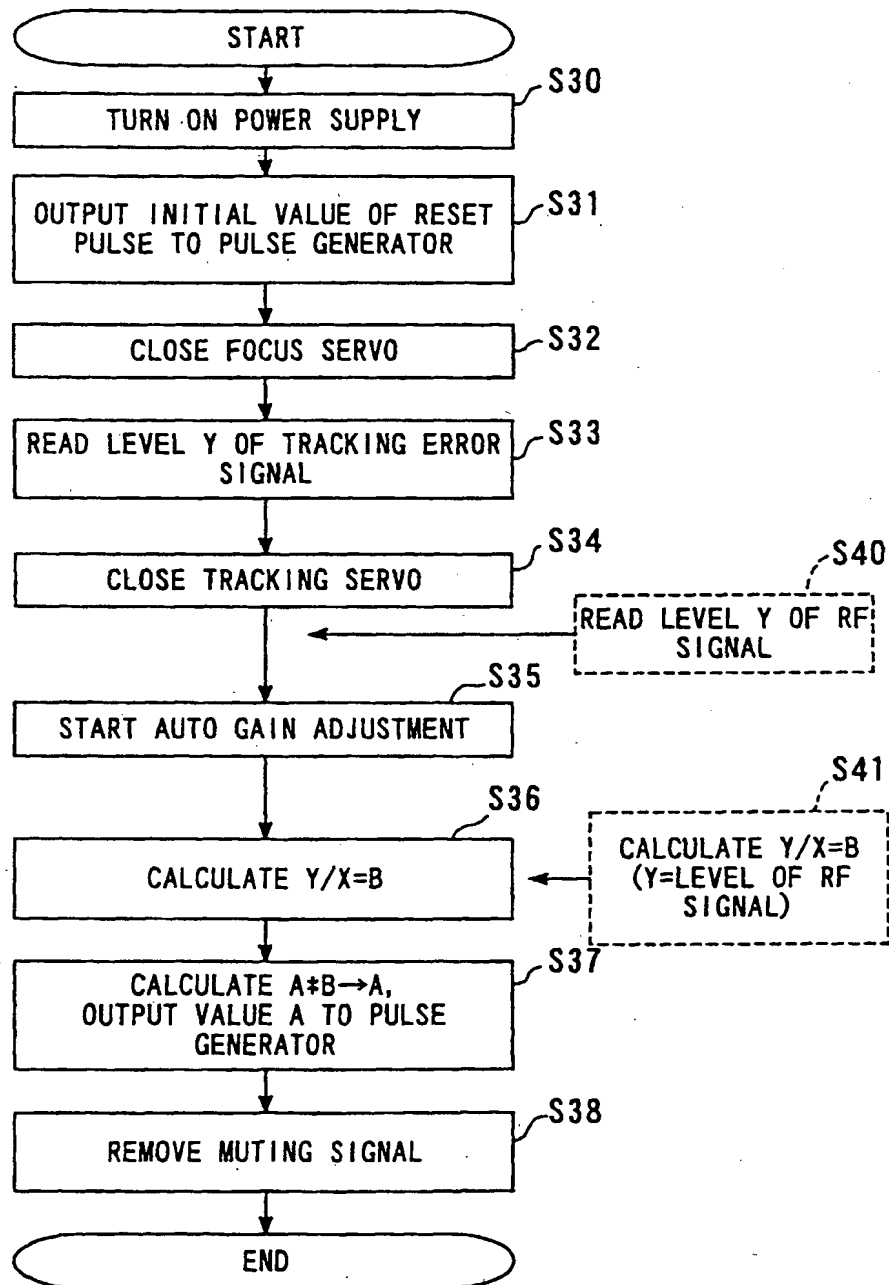 START
S30
TURN ON POWER SUPPLY
S31
OUTPUT INITIAL VALUE OF RESET
PULSE TO PULSE GENERATOR
S32
CLOSE FOCUS SERVO
S33
READ LEVEL Y OF TRACKING ERROR
SIGNAL
S34
CLOSE TRACKING SERVO
S40
READ LEVEL Y OF RF
SIGNAL
S35
START AUTO GAIN ADJUSTMENT
S36
CALCULATE Y/X=B
S41
CALCULATE Y/X=B
(Y=LEVEL OF RF
SIGNAL)
S37
CALCULATE A*B→A,
OUTPUT VALUE A TO PULSE
GENERATOR
S38
REMOVE MUTING SIGNAL
END